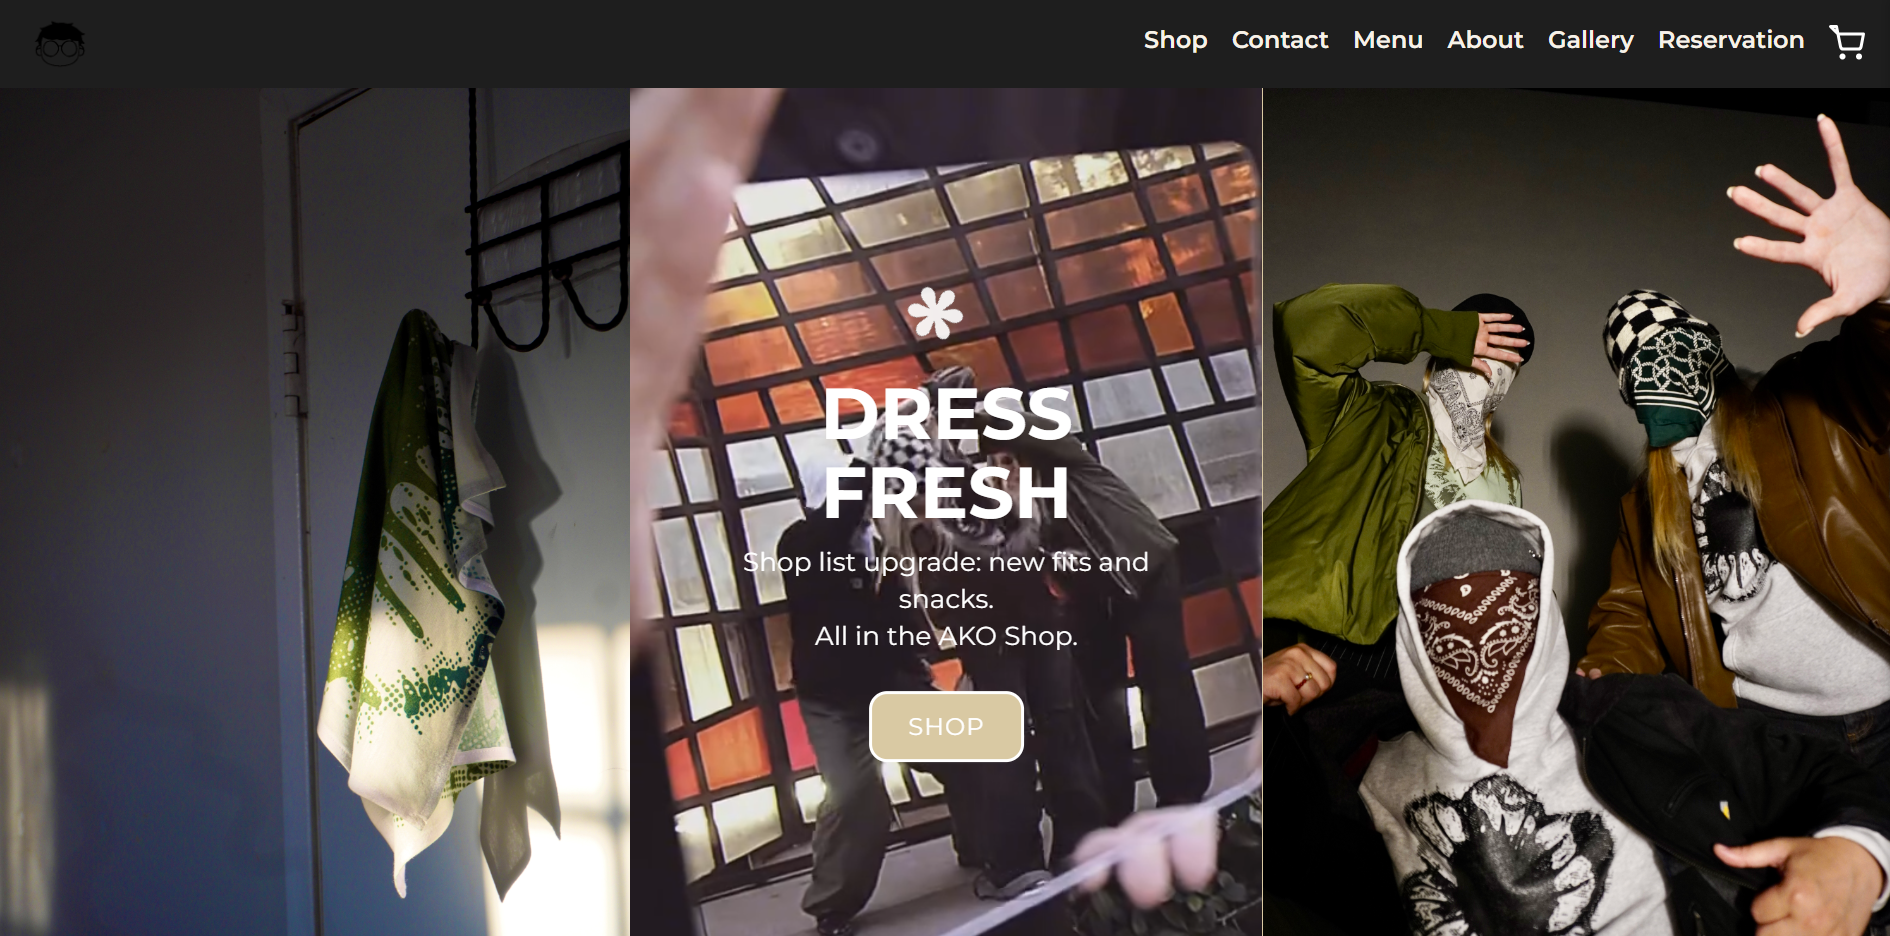 Shop Contact Menu About Gallery Reservation
DRESS
FRESH
Shop list upgrade: new fits and
snacks.
All in the AKO Shop.
SHOP